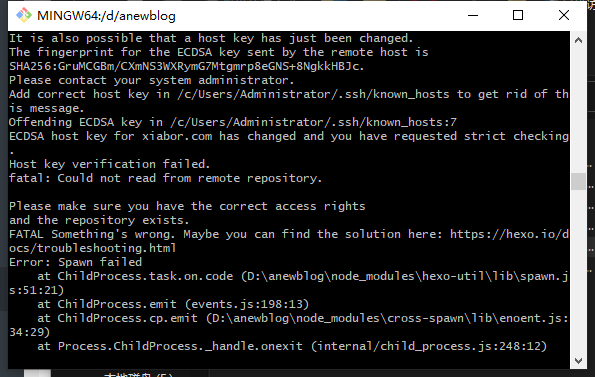 MINGW64:/d/anewblog
It is also possible that a host key has just been changed.
The fingerprint for the ECDSA key sent by the remote host is
SHA256:GruMCGBm/CXmNS3WXRymG7Mtgmrp8eGNS+8NgkkHBJc.
Please contact your system administrator.
Add correct host key in /c/Users/Administrator/.ssh/known_hosts to get rid of th
is message.
Offending ECDSA key in /c/Users/Administrator/.ssh/known_hosts:7
ECDSA host key for xiabor.com has changed and you have requested strict checking
.
Host key verification failed.
fatal: Could not read from remote repository.
Please make sure you have the correct access rights
and the repository exists.
FATAL Something's wrong. Maybe you can find the solution here: https://hexo.io/d
ocs/troubleshooting.html
Error: Spawn failed
at ChildProcess.task.on.code (D:\anewblog\node_modules\hexo-util\lib\spawn.j
s:51:21)
at ChildProcess.emit (events.js:198:13)
at ChildProcess.cp.emit (D:\anewblog\node_modules\cross-spawn\lib\enoent.js:
34:29)
at Process.ChildProcess._handle.onexit (internal/child_process.js:248:12)